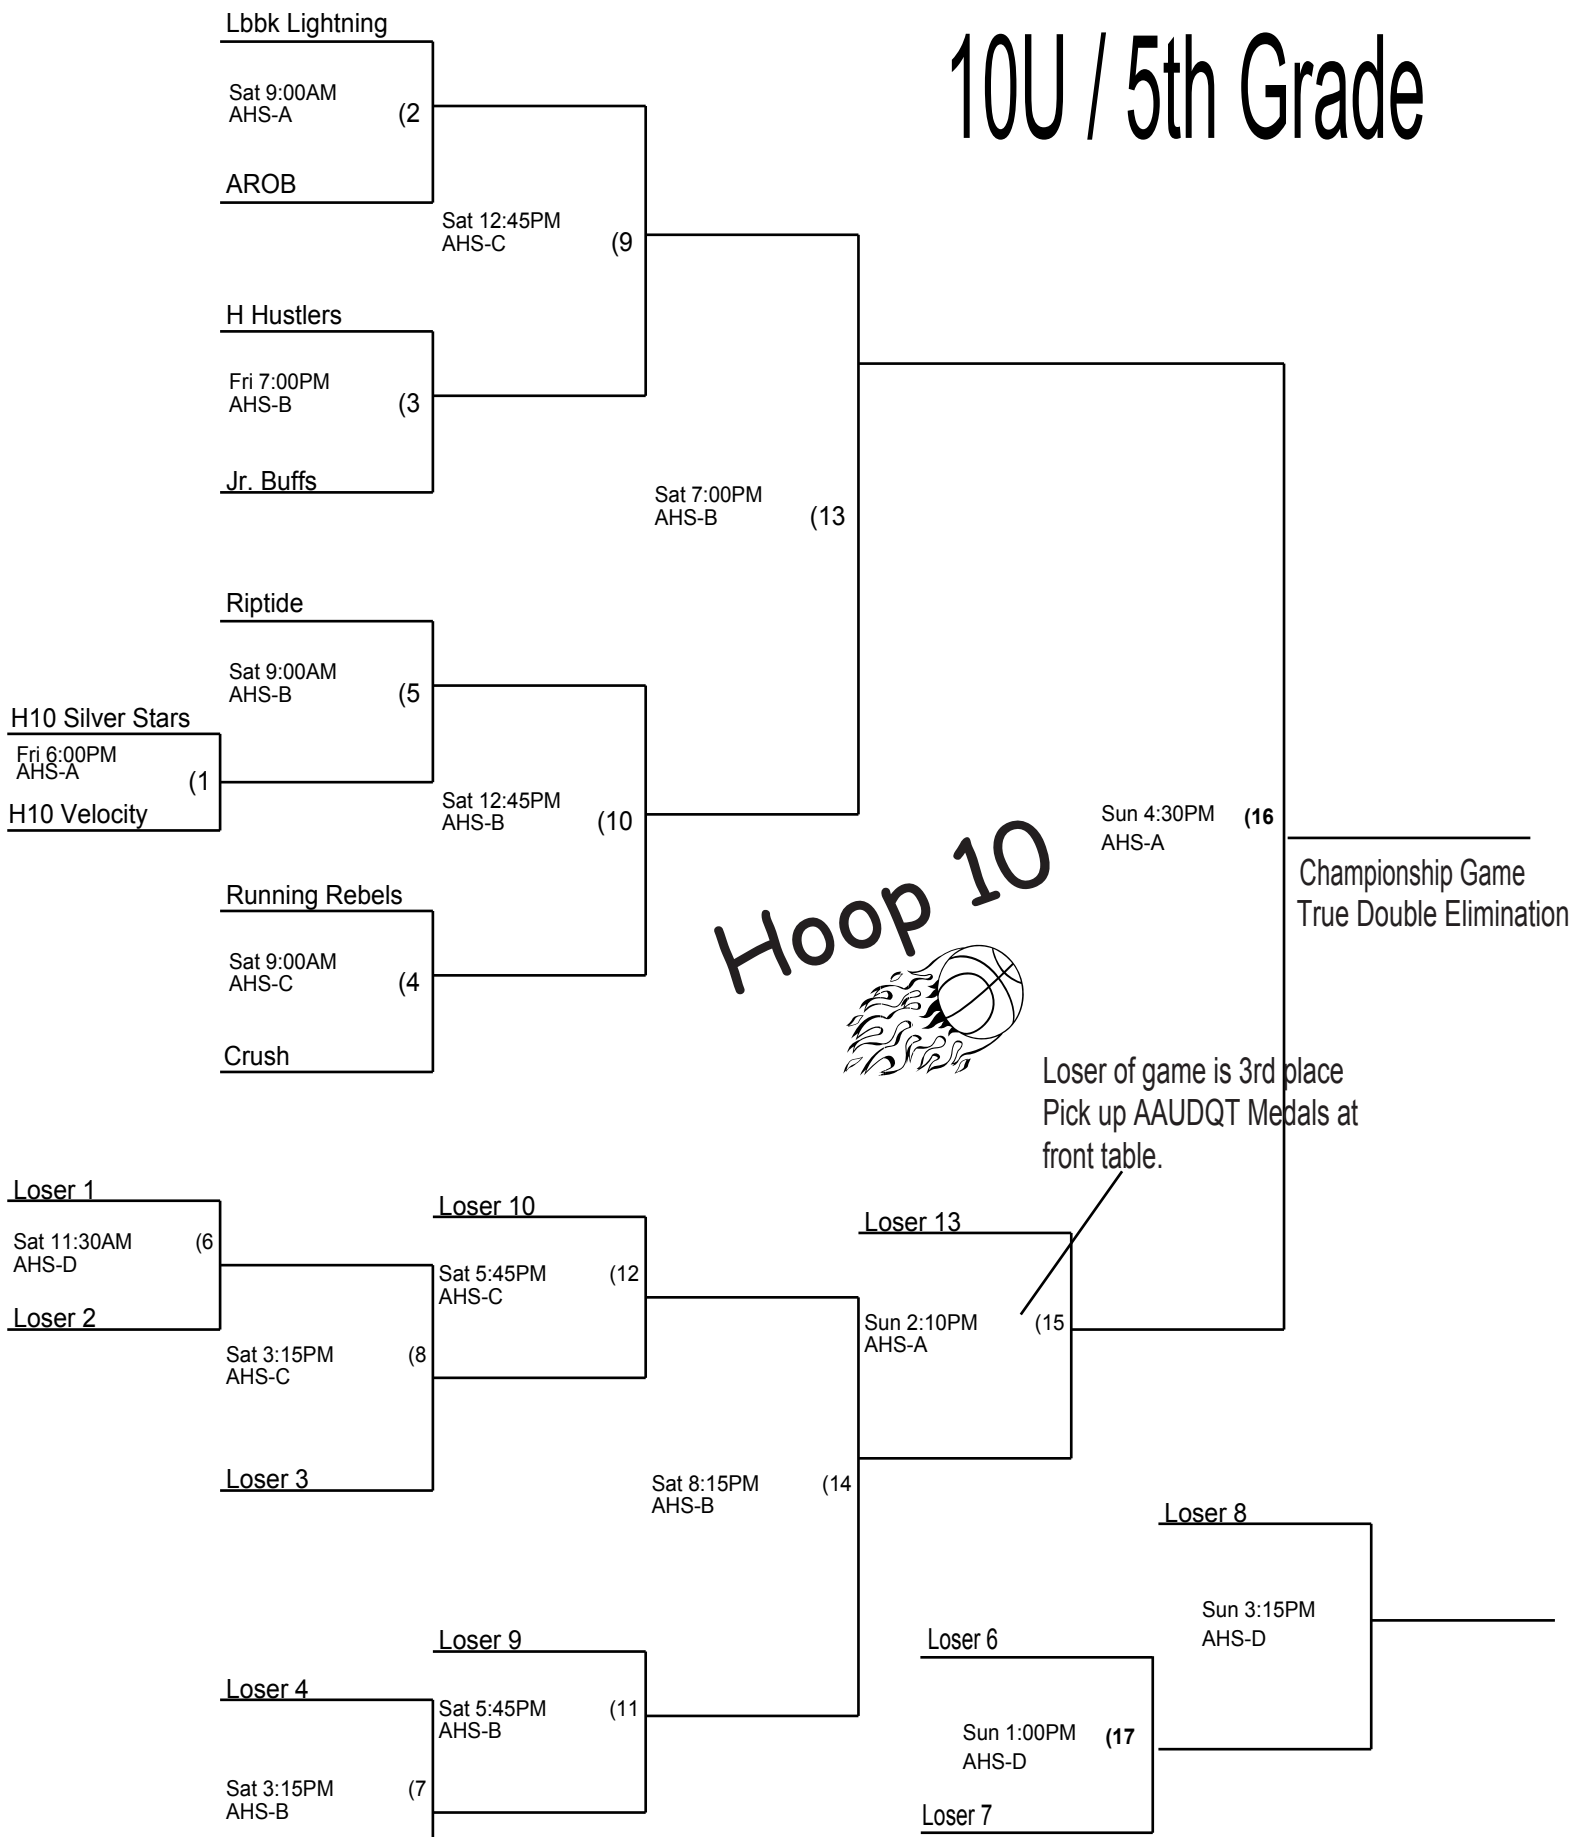 Lbbk Lightning
10U / 5th Grade
Sat 9:00AM
AHS-A
(2
AROB
Sat 12:45PM
AHS-C
(9
H Hustlers
Fri 7:00PM
AHS-B
(3
Jr. Buffs
Sat 7:00PM
AHS-B
(13
Riptide
Sat 9:00AM
AHS-B
(5
H10 Silver Stars
Fri 6:00PM
AHS-A
(1
H10 Velocity
Sat 12:45PM
AHS-B
(10
Sun 4:30PM
AHS-A
(16
Championship Game
True Double Elimination
Hoop 10
Running Rebels
Sat 9:00AM
AHS-C
(4
Crush
Loser of game is 3rd place
Pick up AAUDQT Medals at
front table.
Loser 1
Sat 11:30AM
AHS-D
(6
Loser 2
Loser 10
Sat 5:45PM
AHS-C
(12
Loser 13
Sun 2:10PM
AHS-A
(15
Sat 3:15PM
AHS-C
(8
Loser 3
Sat 8:15PM
AHS-B
(14
Loser 8
Sun 3:15PM
AHS-D
Loser 9
Loser 4
Sat 5:45PM
AHS-B
(11
Loser 6
Sun 1:00PM
AHS-D
(17
Loser 7
Sat 3:15PM
AHS-B
(7